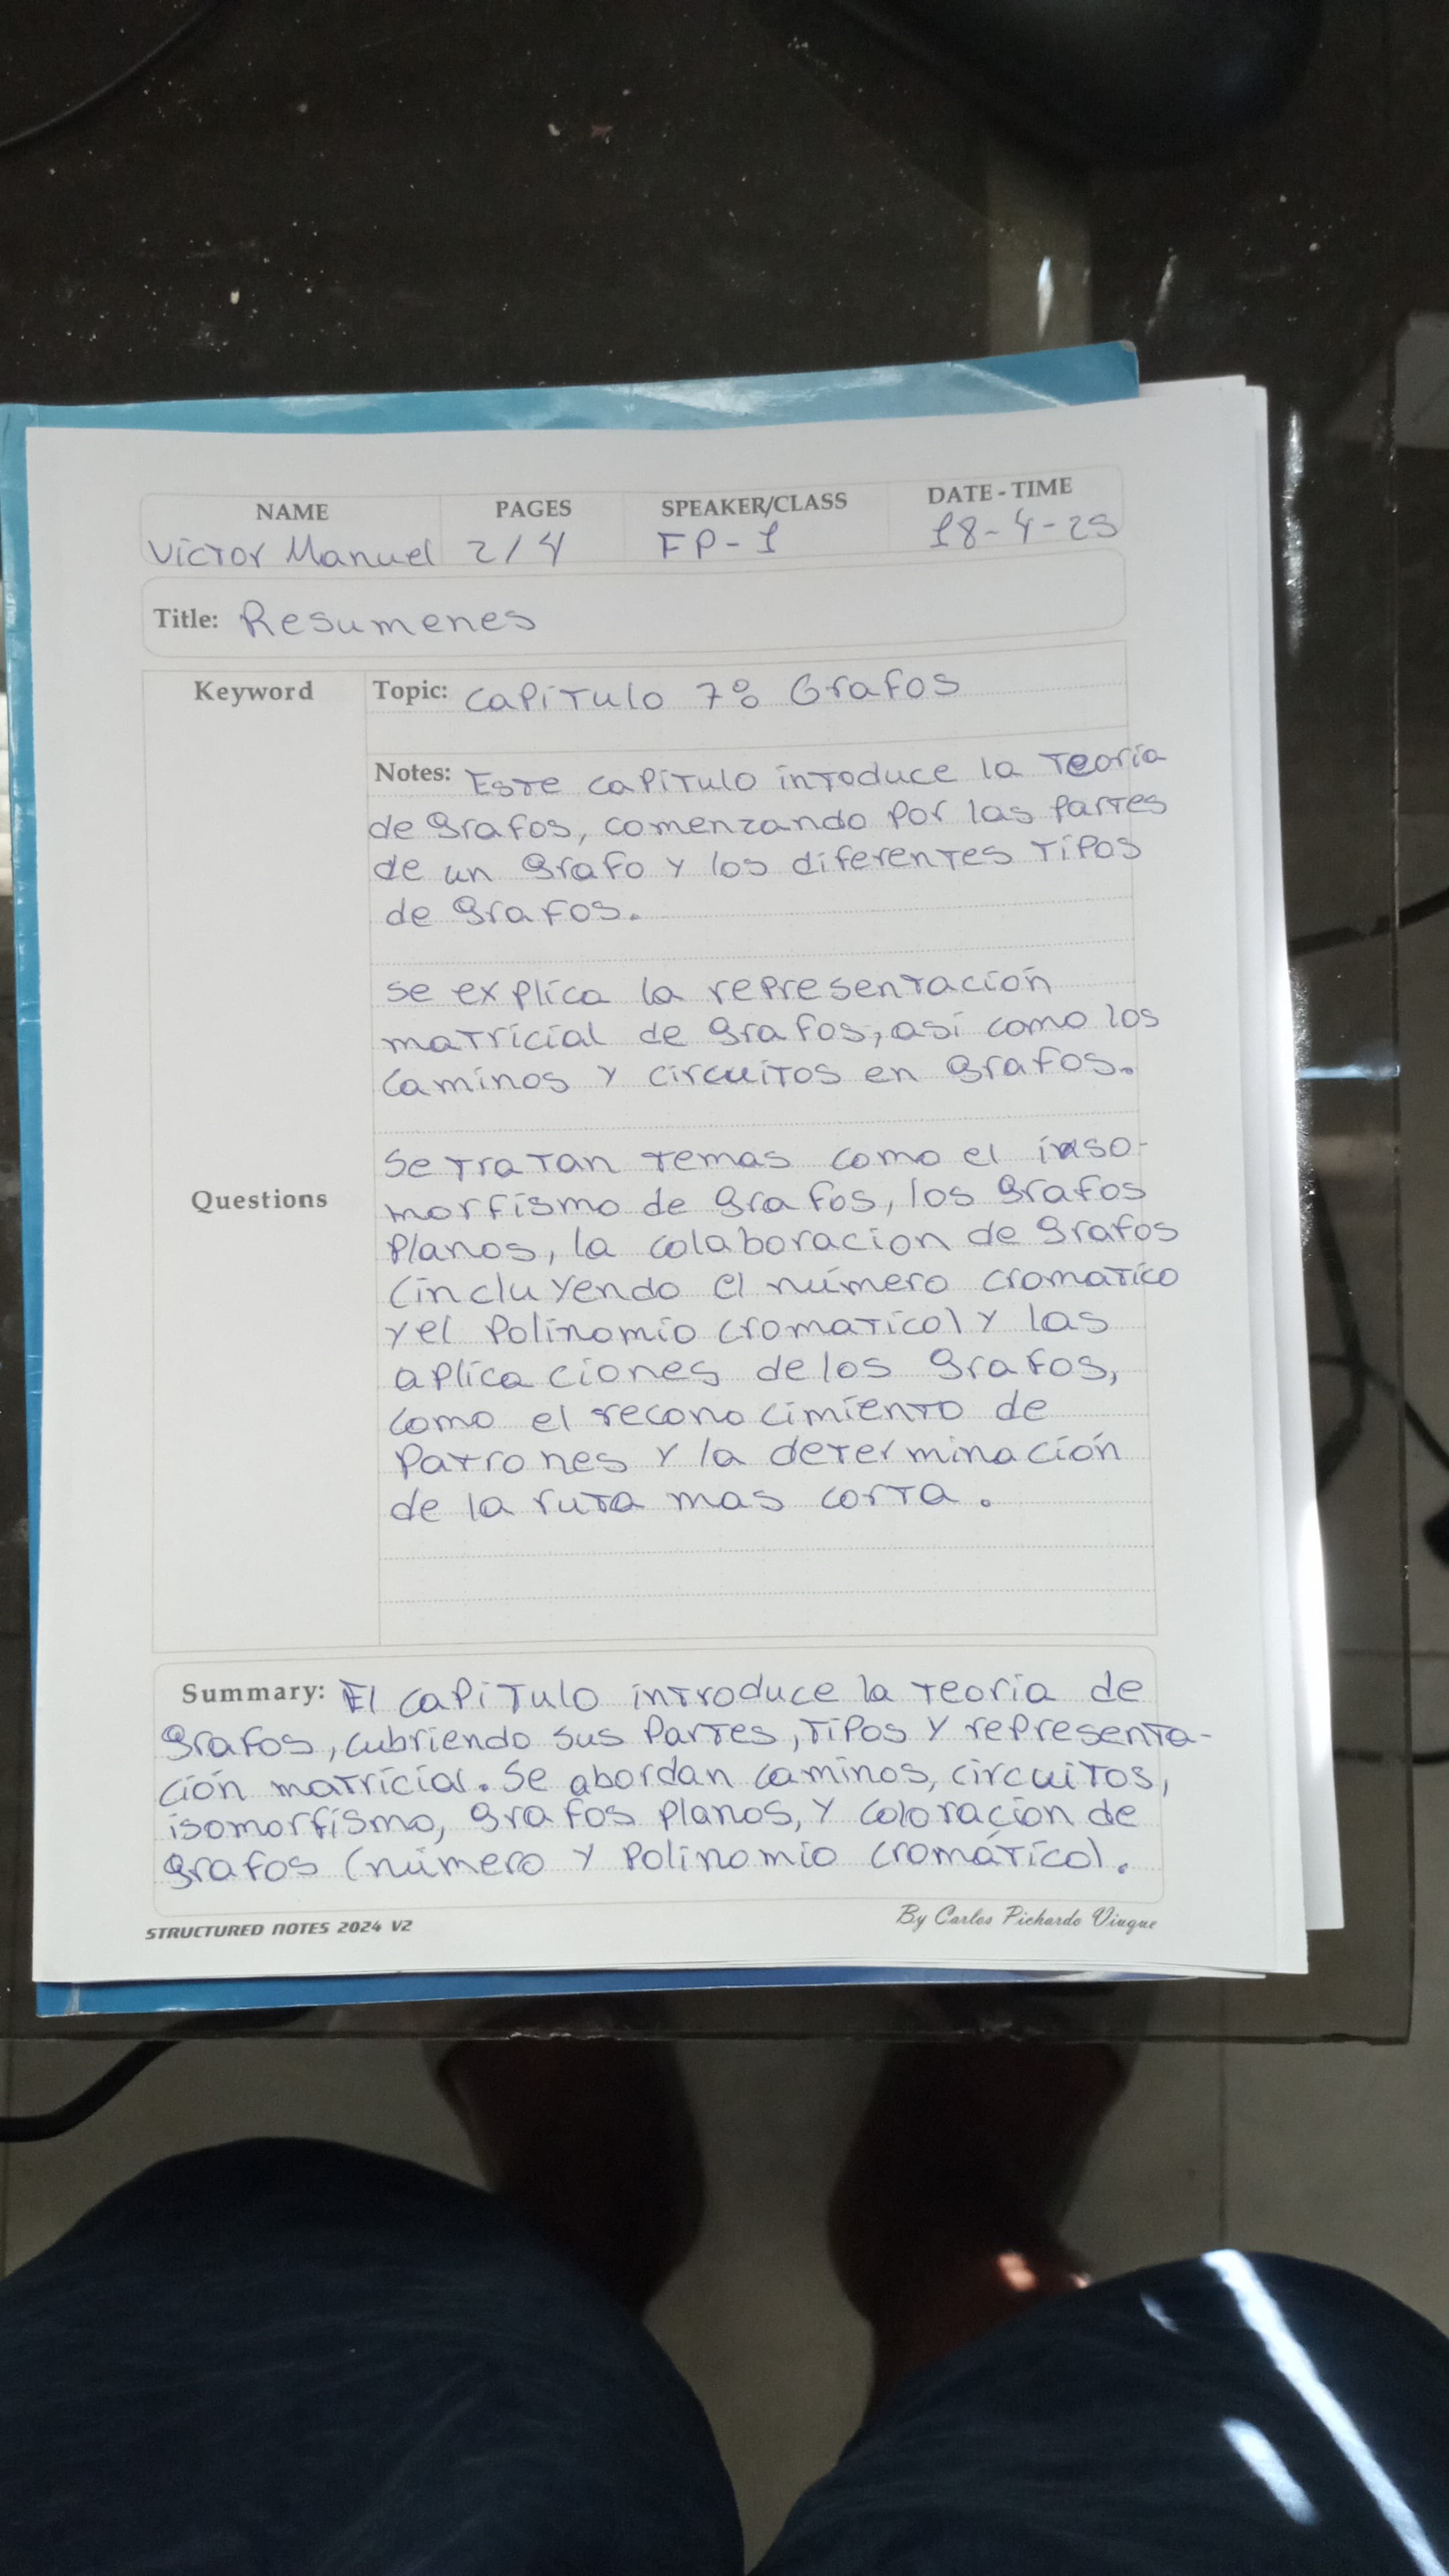 NAME PAGES SPEAKER/CLASS DATE - TIME
Victor Manuel 2/4 FP-1 18-4-25
Title: Resumenes
Keyword
Topic: Capitulo 7: Grafos
Notes: Este capitulo intoduce la Teoría
de grafos, comenzando por las partes
de un grafo y los diferentes tipos
de grafos.
se explica la representación
matricial de grafos, así como los
caminos y circuitos en grafos.
Questions
Se tratan temas como el inso-
morfismo de grafos, los grafos
planos, la colaboracion de grafos
(incluyendo el número cromatico
y el polinomio cromatico) y las
aplicaciones de los grafos,
como el reconocimiento de
patrones y la determinación
de la ruta mas corta.
Summary: El capitulo introduce la teoria de
grafos, cubriendo sus partes, tipos y representa-
ción matricial. Se abordan caminos, circuitos,
isomorfismo, grafos planos, y coloración de
grafos (número y polinomio cromático).
STRUCTURED NOTES 2024 V2
By Carlos Pichardo Viuque